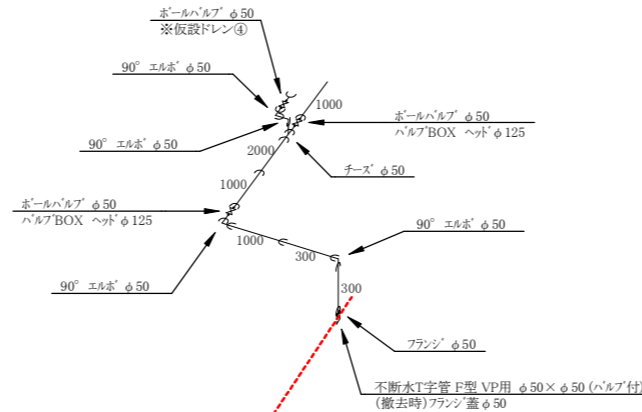 ボールバルブ φ50
※仮設ドレン④
90° エルボ φ50
1000
ボールバルブ φ50
バルブBOX ヘッドφ125
90° エルボ φ50
2000
チーズ φ50
1000
ボールバルブ φ50
バルブBOX ヘッドφ125
90° エルボ φ50
1000
300
90° エルボ φ50
300
フランジ φ50
不断水T字管 F型 VP用 φ50×φ50 (バルブ付)
(撤去時)フランジ蓋φ50